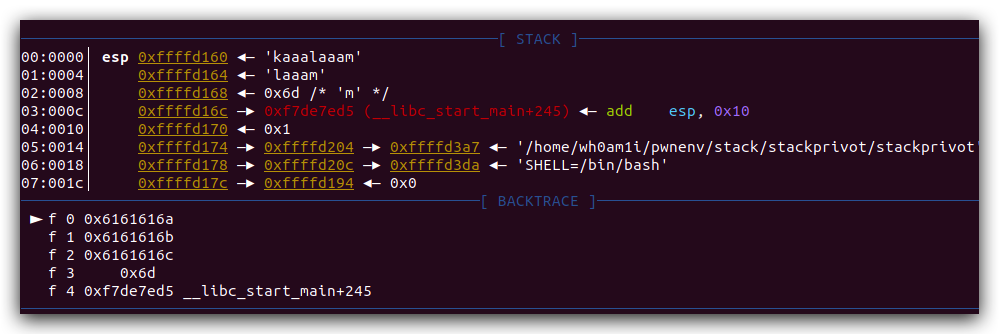 [ STACK ]
00:0000│ esp 0xffffd160 ◂— 'kaaalaaam'
01:0004│     0xffffd164 ◂— 'laaam'
02:0008│     0xffffd168 ◂— 0x6d /* 'm' */
03:000c│     0xffffd16c —▸ 0xf7de7ed5 (__libc_start_main+245) ◂— add    esp, 0x10
04:0010│     0xffffd170 ◂— 0x1
05:0014│     0xffffd174 —▸ 0xffffd204 —▸ 0xffffd3a7 ◂— '/home/wh0am1i/pwnenv/stack/stackprivot/stackprivot'
06:0018│     0xffffd178 —▸ 0xffffd20c —▸ 0xffffd3da ◂— 'SHELL=/bin/bash'
07:001c│     0xffffd17c —▸ 0xffffd194 ◂— 0x0
[ BACKTRACE ]
► f 0 0x6161616a
f 1 0x6161616b
f 2 0x6161616c
f 3     0x6d
f 4 0xf7de7ed5 __libc_start_main+245